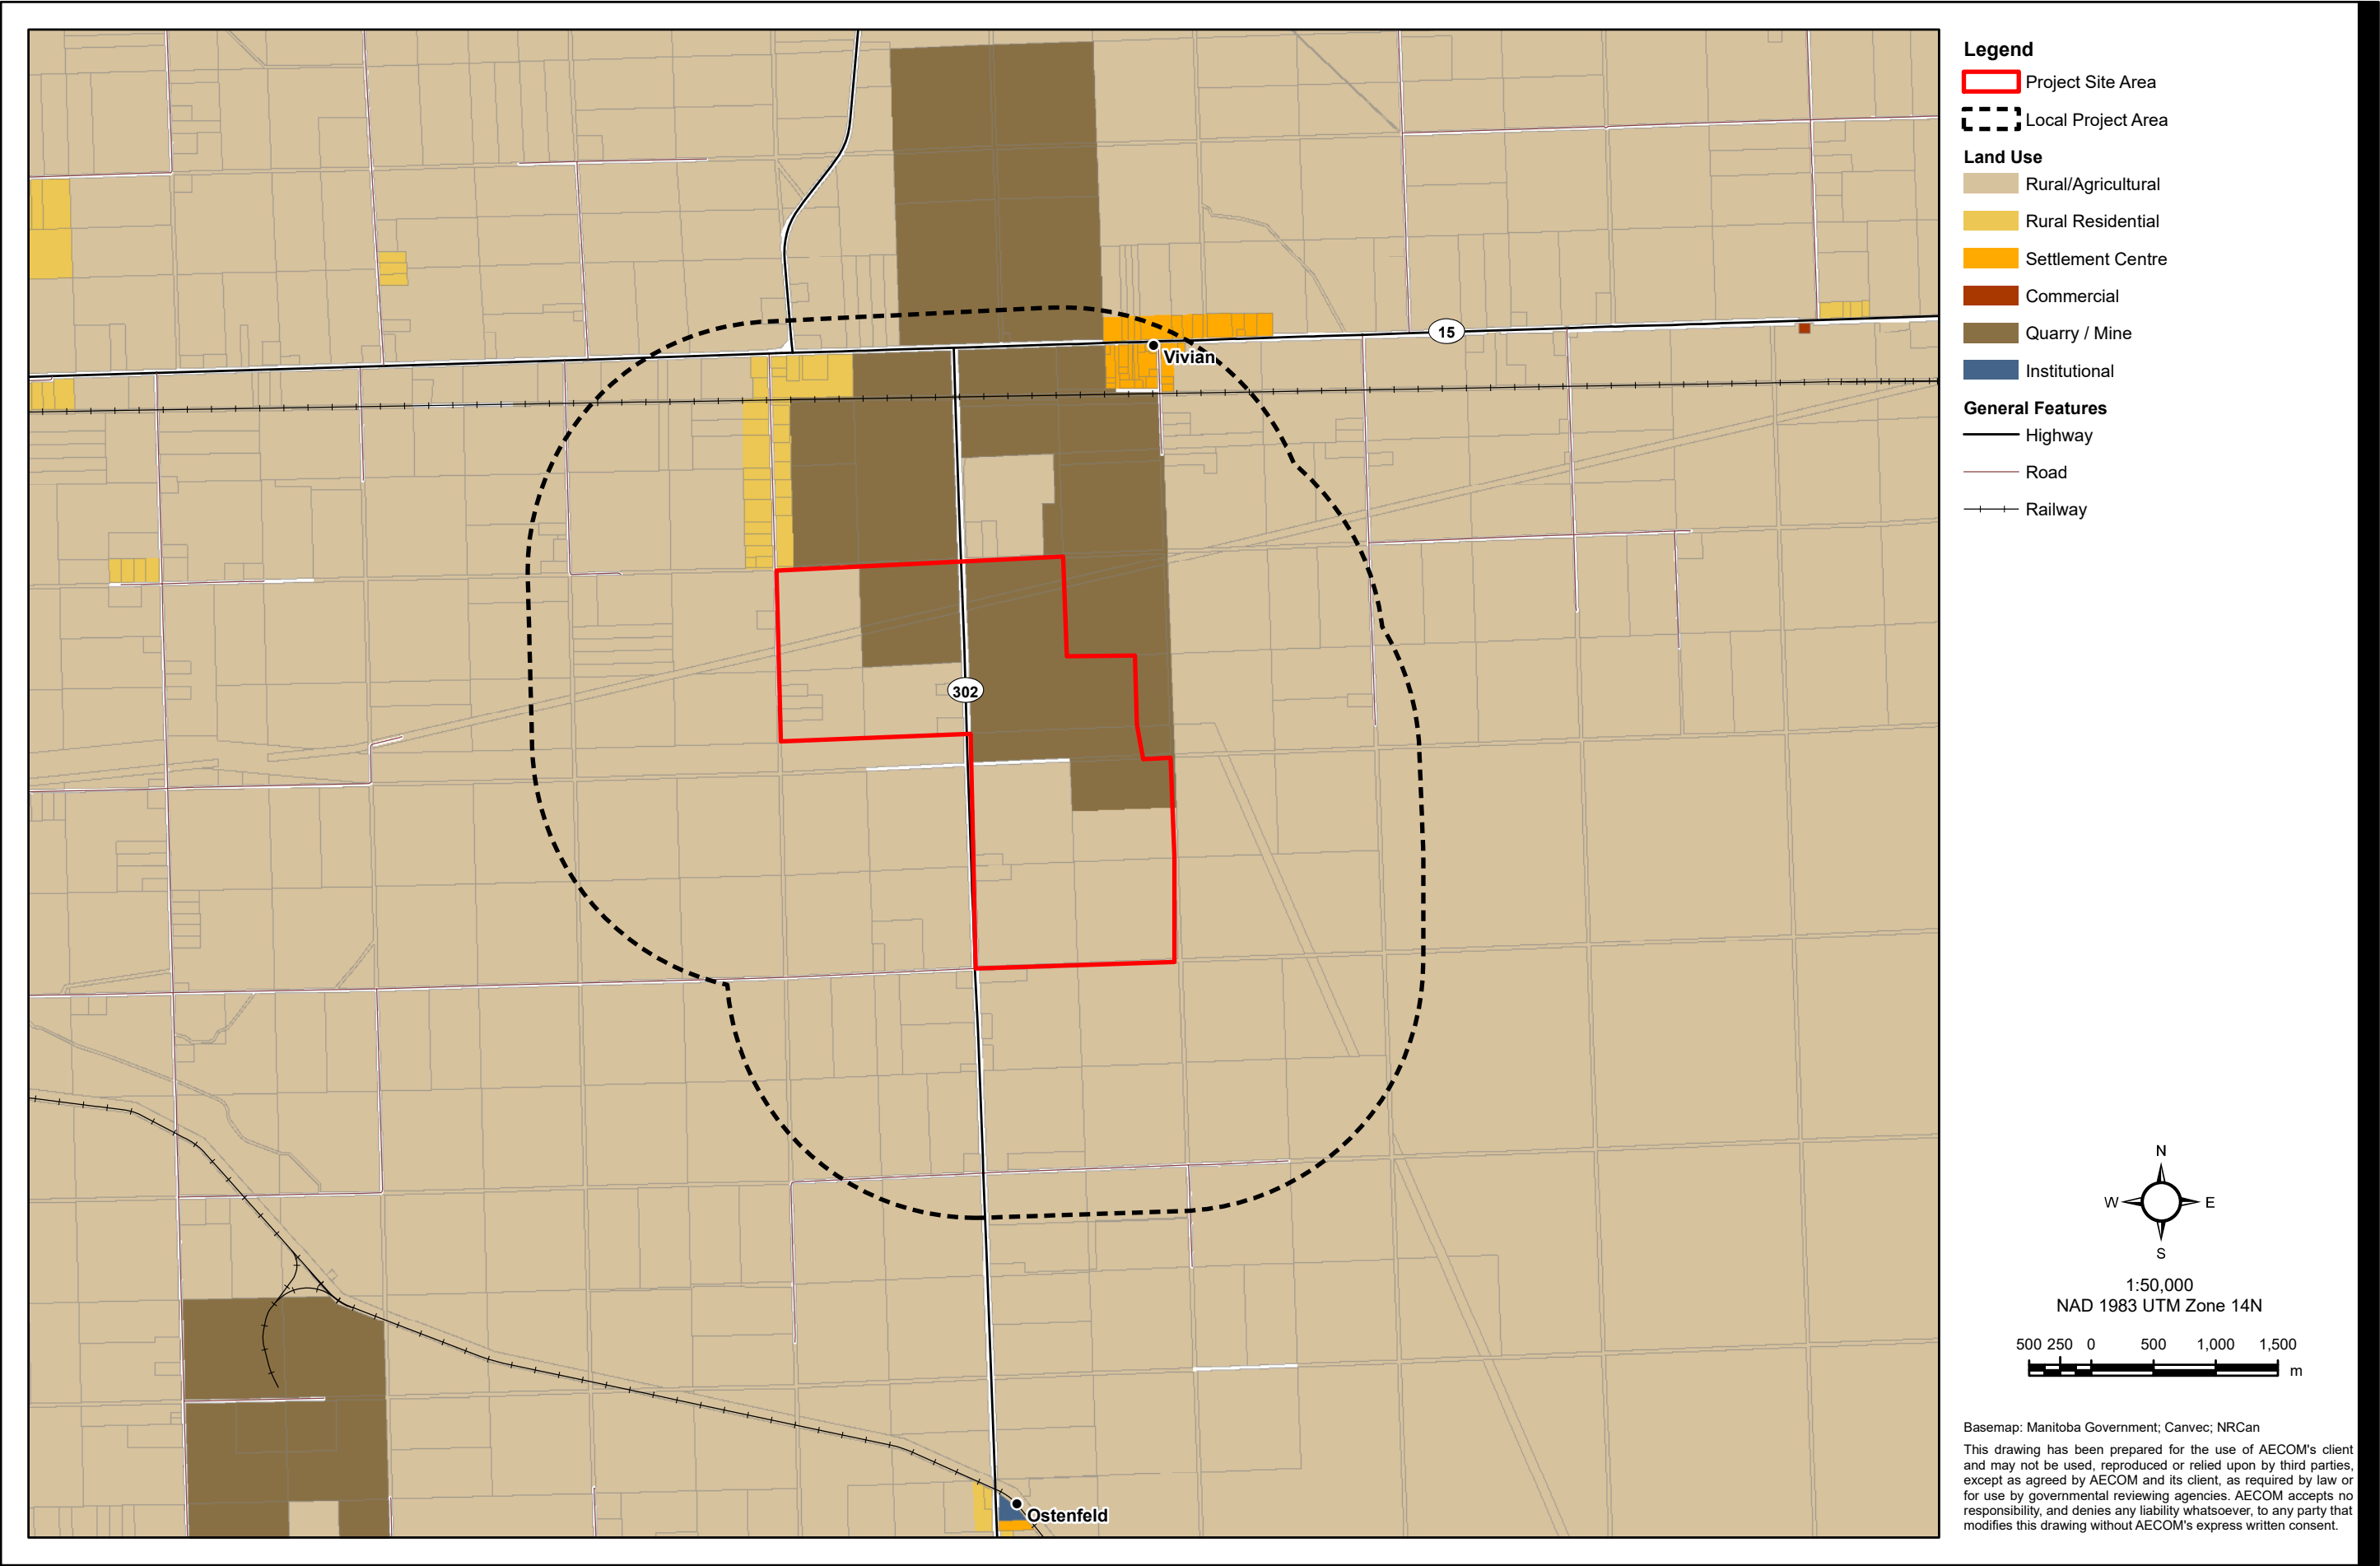 15
Vivian
302
Ostenfeld
Legend
Project Site Area
Local Project Area
Land Use
Rural/Agricultural
Rural Residential
Settlement Centre
Commercial
Quarry / Mine
Institutional
General Features
Highway
Road
Railway
N
W E
S
1:50,000
NAD 1983 UTM Zone 14N
500 250 0 500 1,000 1,500
m
Basemap: Manitoba Government; Canvec; NRCan
This drawing has been prepared for the use of AECOM's client
and may not be used, reproduced or relied upon by third parties,
except as agreed by AECOM and its client, as required by law or
for use by governmental reviewing agencies. AECOM accepts no
responsibility, and denies any liability whatsoever, to any party that
modifies this drawing without AECOM's express written consent.